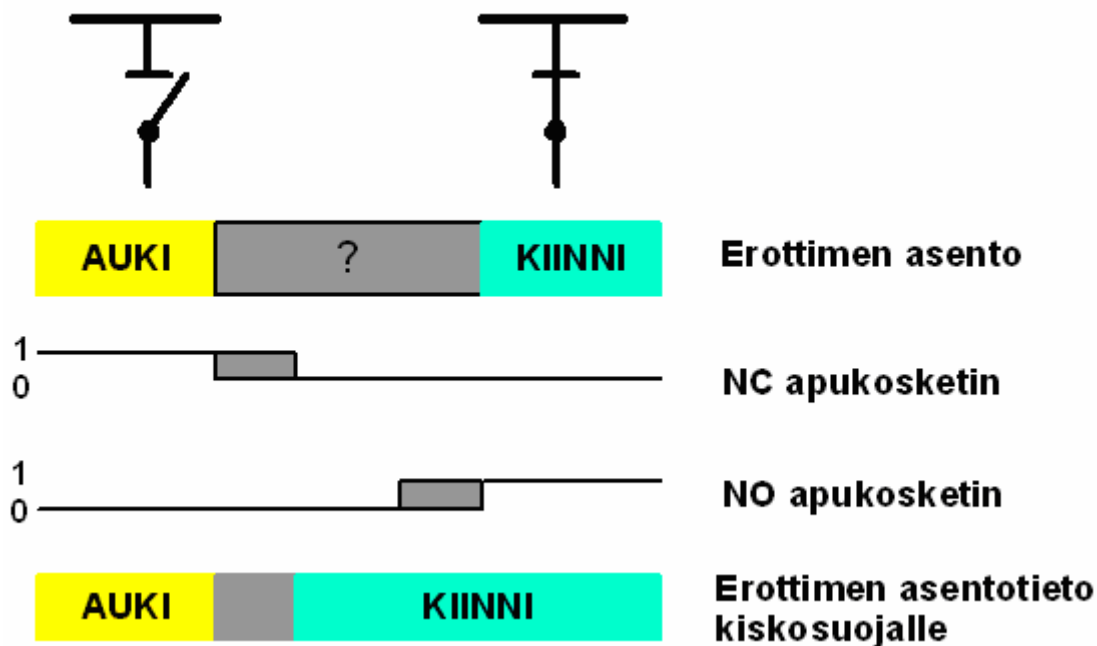 AUKI ? KIINNI Erottimen asento
1
0
NC apukosketin
1
0
NO apukosketin
AUKI KIINNI Erottimen asentotieto
kiskosuojalle